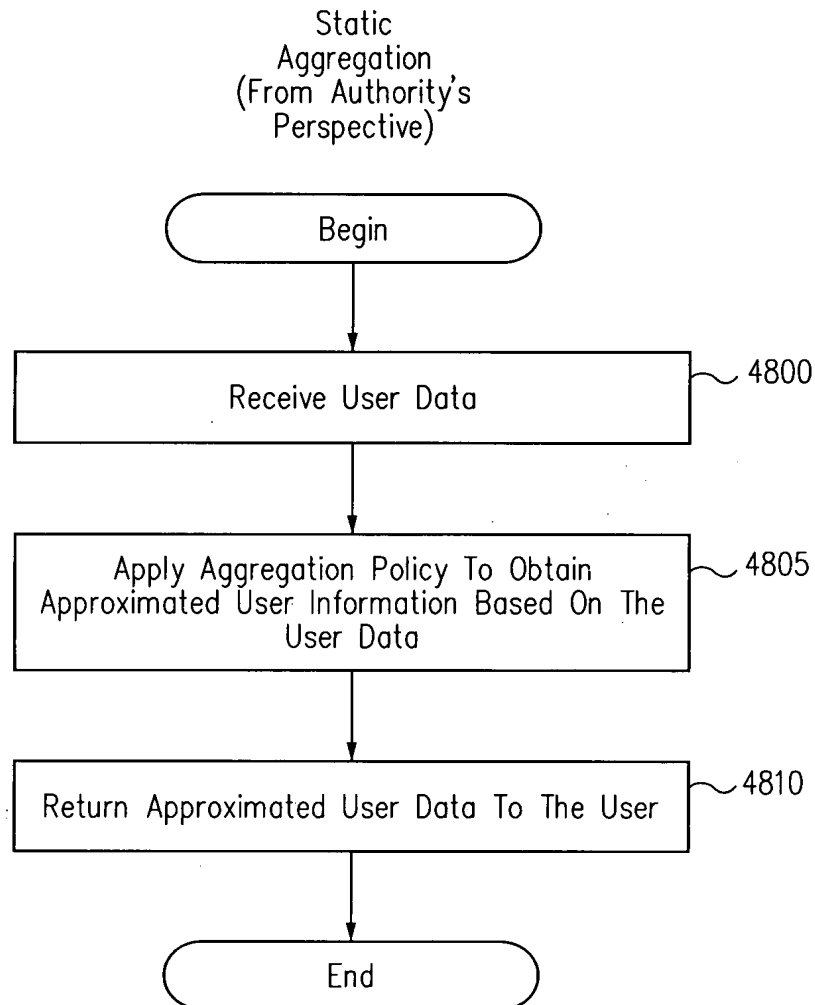 Static
Aggregation
(From Authority's
Perspective)
Begin
Receive User Data
4800
Apply Aggregation Policy To Obtain
Approximated User Information Based On The
User Data
4805
Return Approximated User Data To The User
4810
End